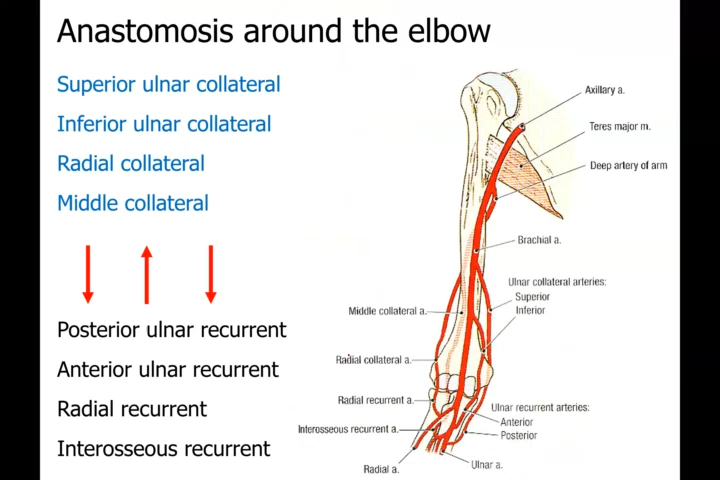 Anastomosis around the elbow
Superior ulnar collateral
Inferior ulnar collateral
Radial collateral
Middle collateral
Posterior ulnar recurrent
Anterior ulnar recurrent
Radial recurrent
Interosseous recurrent
Axillary a.
Teres major m.
Deep artery of arm
Brachial a.
Ulnar collateral arteries:
Superior
Inferior
Middle collateral a.
Radial collateral a.
Radial recurrent a.
Interosseous recurrent a.
Ulnar recurrent arteries:
Anterior
Posterior
Radial a.
Ulnar a.